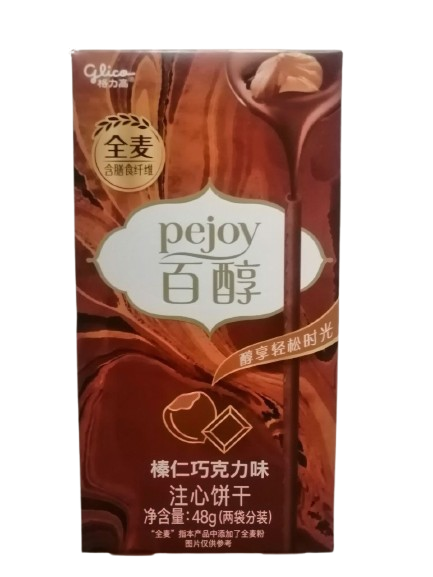 Glico
格力高
全麦
含膳食纤维
pejoy
百醇
醇享轻松时光
榛仁巧克力味
注心饼干
净含量:48g(两袋分装)
"全麦"指本产品中添加了全麦粉
图片仅供参考